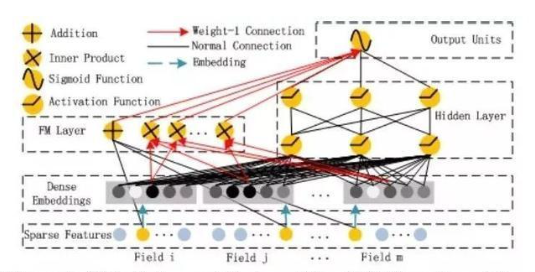 Addition
Inner Product
Sigmoid Function
Activation Function
Weight-1 Connection
Normal Connection
Embedding
Output Units
Hidden Layer
FM Layer
...
Dense
Embeddings
...
Sparse Features
... ... ... ...
Field i Field j Field m